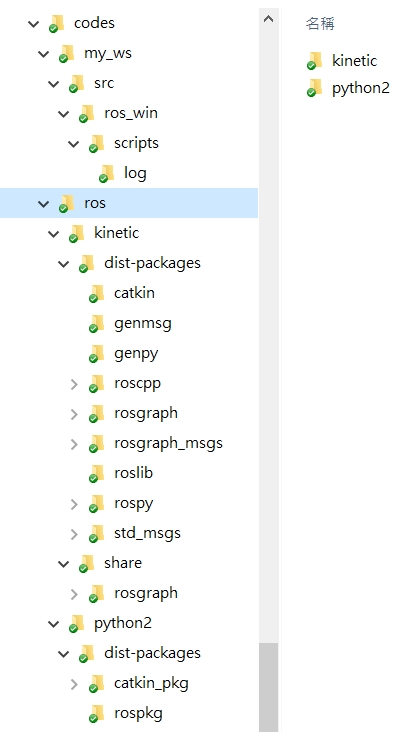 codes
my_ws
src
ros_win
scripts
log
ros
kinetic
dist-packages
catkin
genmsg
genpy
roscpp
rosgraph
rosgraph_msgs
roslib
rospy
std_msgs
share
rosgraph
python2
dist-packages
catkin_pkg
rospkg
名稱
kinetic
python2